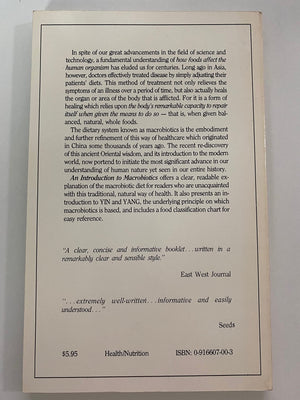 In spite of our great advancements in the field of science and
technology, a fundamental understanding of how foods affect the
human organism has eluded us for centuries. Long ago in Asia,
however, doctors effectively treated disease by simply adjusting their
patients' diets. This method of treatment not only relieves the
symptoms of an illness over a period of time, but also actually heals
the organ or area of the body that is afflicted. For it is a form of
healing which relies upon the body's remarkable capacity to repair
itself when given the means to do so — that is, when given bal-
anced, natural, whole foods.
The dietary system known as macrobiotics is the embodiment
and further refinement of this way of healthcare which originated
in China some thousands of years ago. The recent re-discovery
of this ancient Oriental wisdom, and its introduction to the modern
world, now portend to initiate the most significant advance in our
understanding of human nature yet seen in our entire history.
An Introduction to Macrobiotics offers a clear, readable ex-
planation of the macrobiotic diet for readers who are unacquainted
with this traditional, natural way of health. It also presents an in-
troduction to YIN and YANG, the underlying principle on which
macrobiotics is based, and includes a food classification chart for
easy reference.
"A clear, concise and informative booklet...written in a
remarkably clear and sensible style."
East West Journal
"...extremely well-written...informative and easily
understood..."
Seeds
$5.95 Health/Nutrition ISBN: 0-916607-00-3